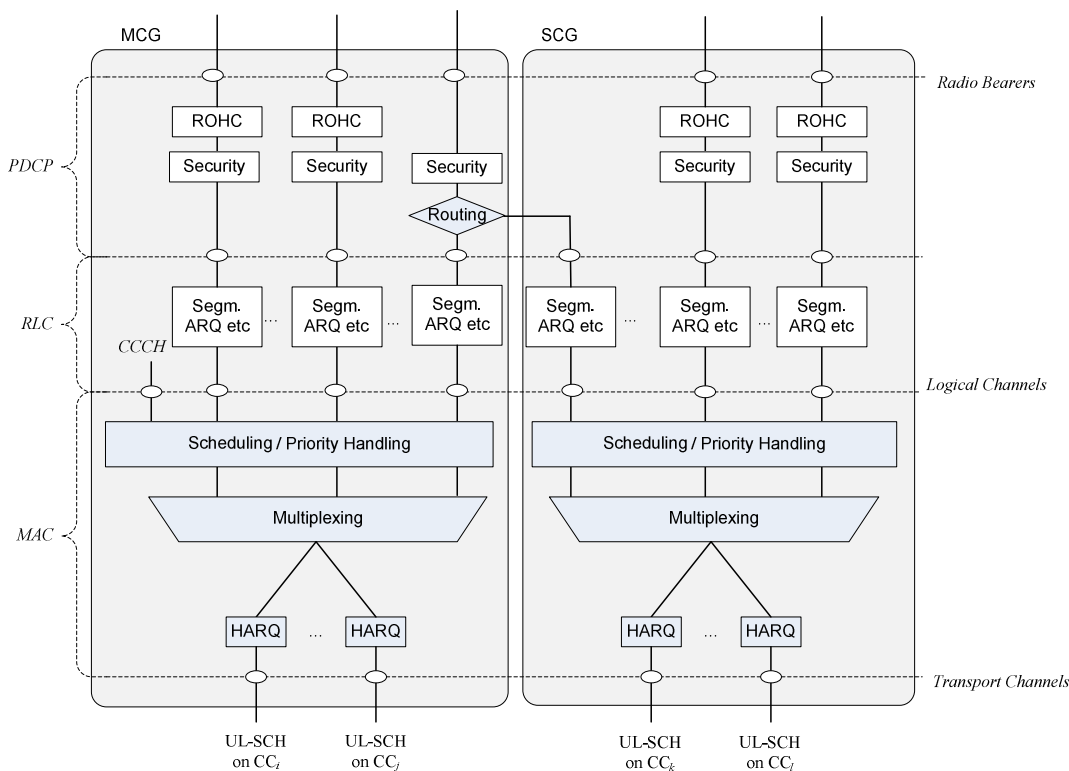 MCG
SCG
Radio Bearers
ROHC
ROHC
ROHC
ROHC
PDCP
Security
Security
Security
Security
Security
Routing
RLC
Segm.
ARQ etc
...
Segm.
ARQ etc
...
Segm.
ARQ etc
Segm.
ARQ etc
...
Segm.
ARQ etc
...
Segm.
ARQ etc
CCCH
Logical Channels
Scheduling / Priority Handling
Scheduling / Priority Handling
MAC
Multiplexing
Multiplexing
HARQ
...
HARQ
HARQ
...
HARQ
Transport Channels
UL-SCH
on CCi
UL-SCH
on CCj
UL-SCH
on CCk
UL-SCH
on CCl